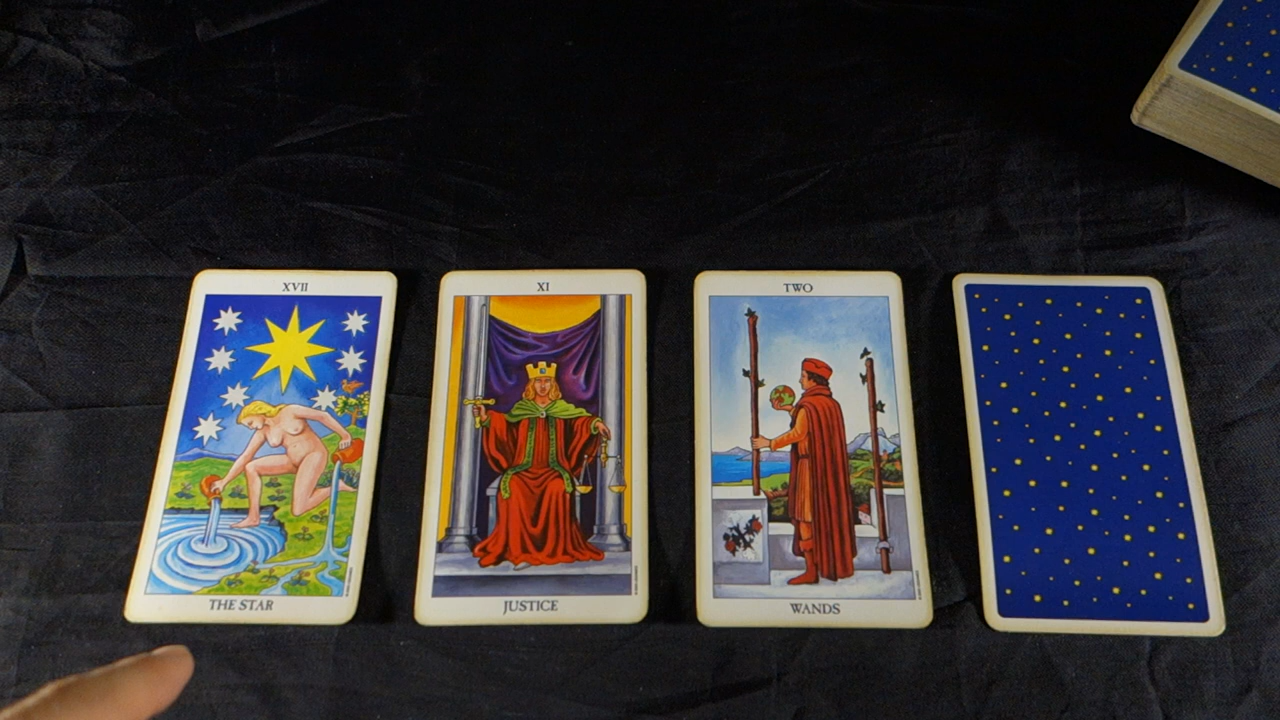 XVII
THE STAR
XI
JUSTICE
TWO
WANDS